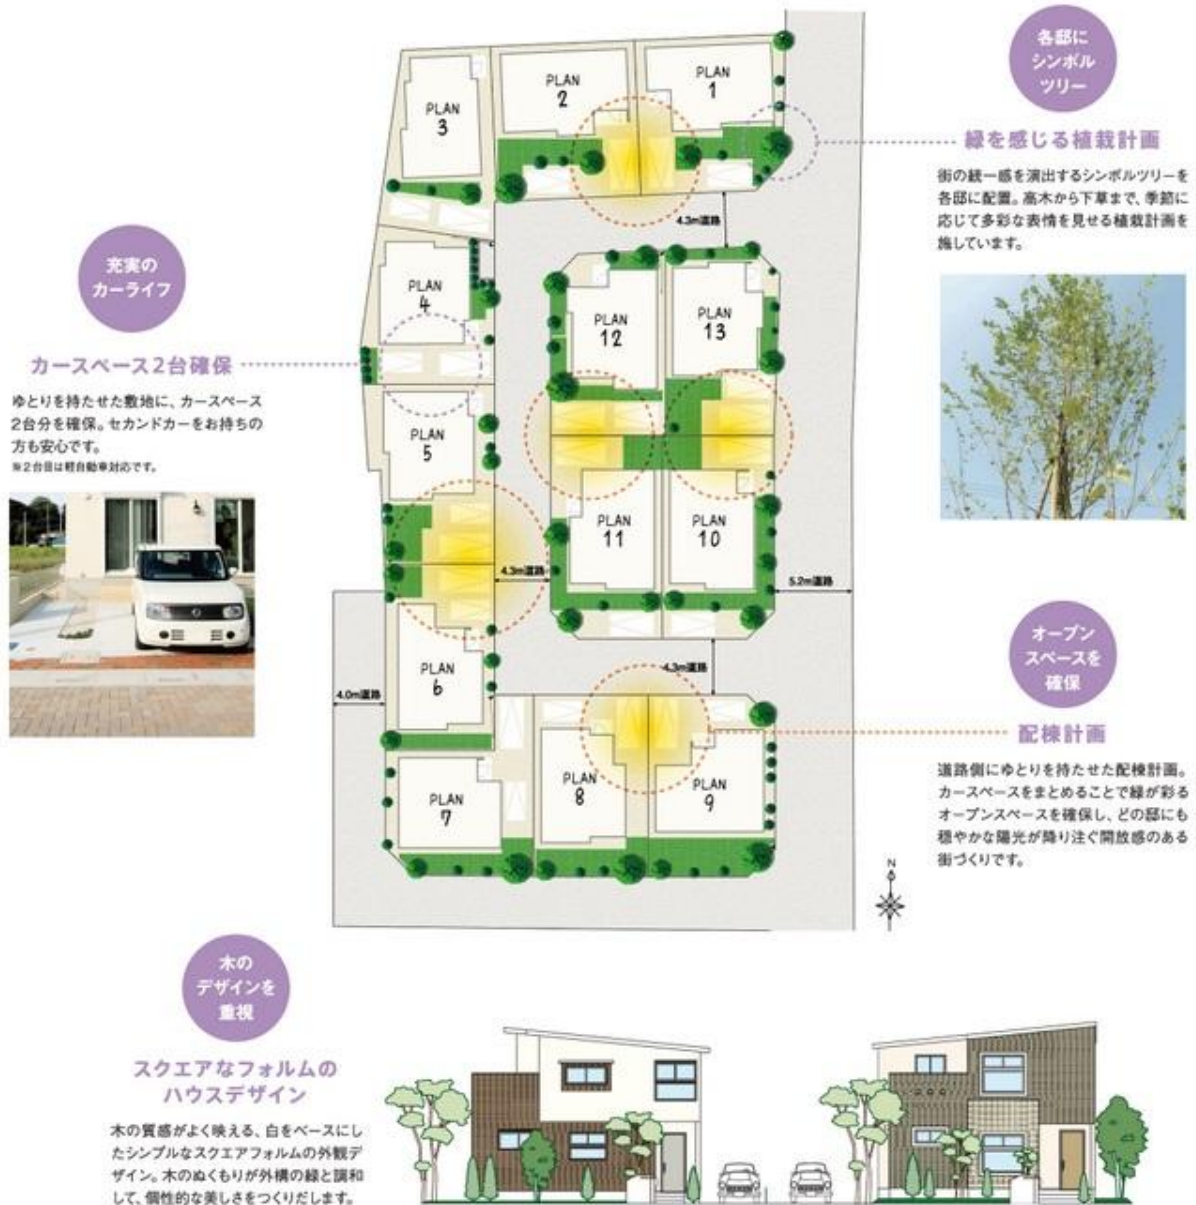 各邸に
シンボル
ツリー
緑を感じる植栽計画
街の統一感を演出するシンボルツリーを
各邸に配置。高木から下草まで、季節に
応じて多彩な表情を見せる植栽計画を
施しています。
充実の
カーライフ
カースペース2台確保
ゆとりを持たせた敷地に、カースペース
2台分を確保。セカンドカーをお持ちの
方も安心です。
※2台目は軽自動車対応です。
PLAN
1
PLAN
2
PLAN
3
4.3m道路
PLAN
4
PLAN
12
PLAN
13
PLAN
5
PLAN
11
PLAN
10
4.3m道路
5.2m道路
PLAN
6
4.3m道路
4.0m道路
PLAN
7
PLAN
8
PLAN
9
N
オープン
スペースを
確保
配棟計画
道路側にゆとりを持たせた配棟計画。
カースペースをまとめることで緑が彩る
オープンスペースを確保し、どの邸にも
穏やかな陽光が降り注ぐ開放感のある
街づくりです。
木の
デザインを
重視
スクエアなフォルムの
ハウスデザイン
木の質感がよく映える、白をベースにし
たシンプルなスクエアフォルムの外観デ
ザイン。木のぬくもりが外構の緑と調和
して、個性的な美しさをつくりだします。